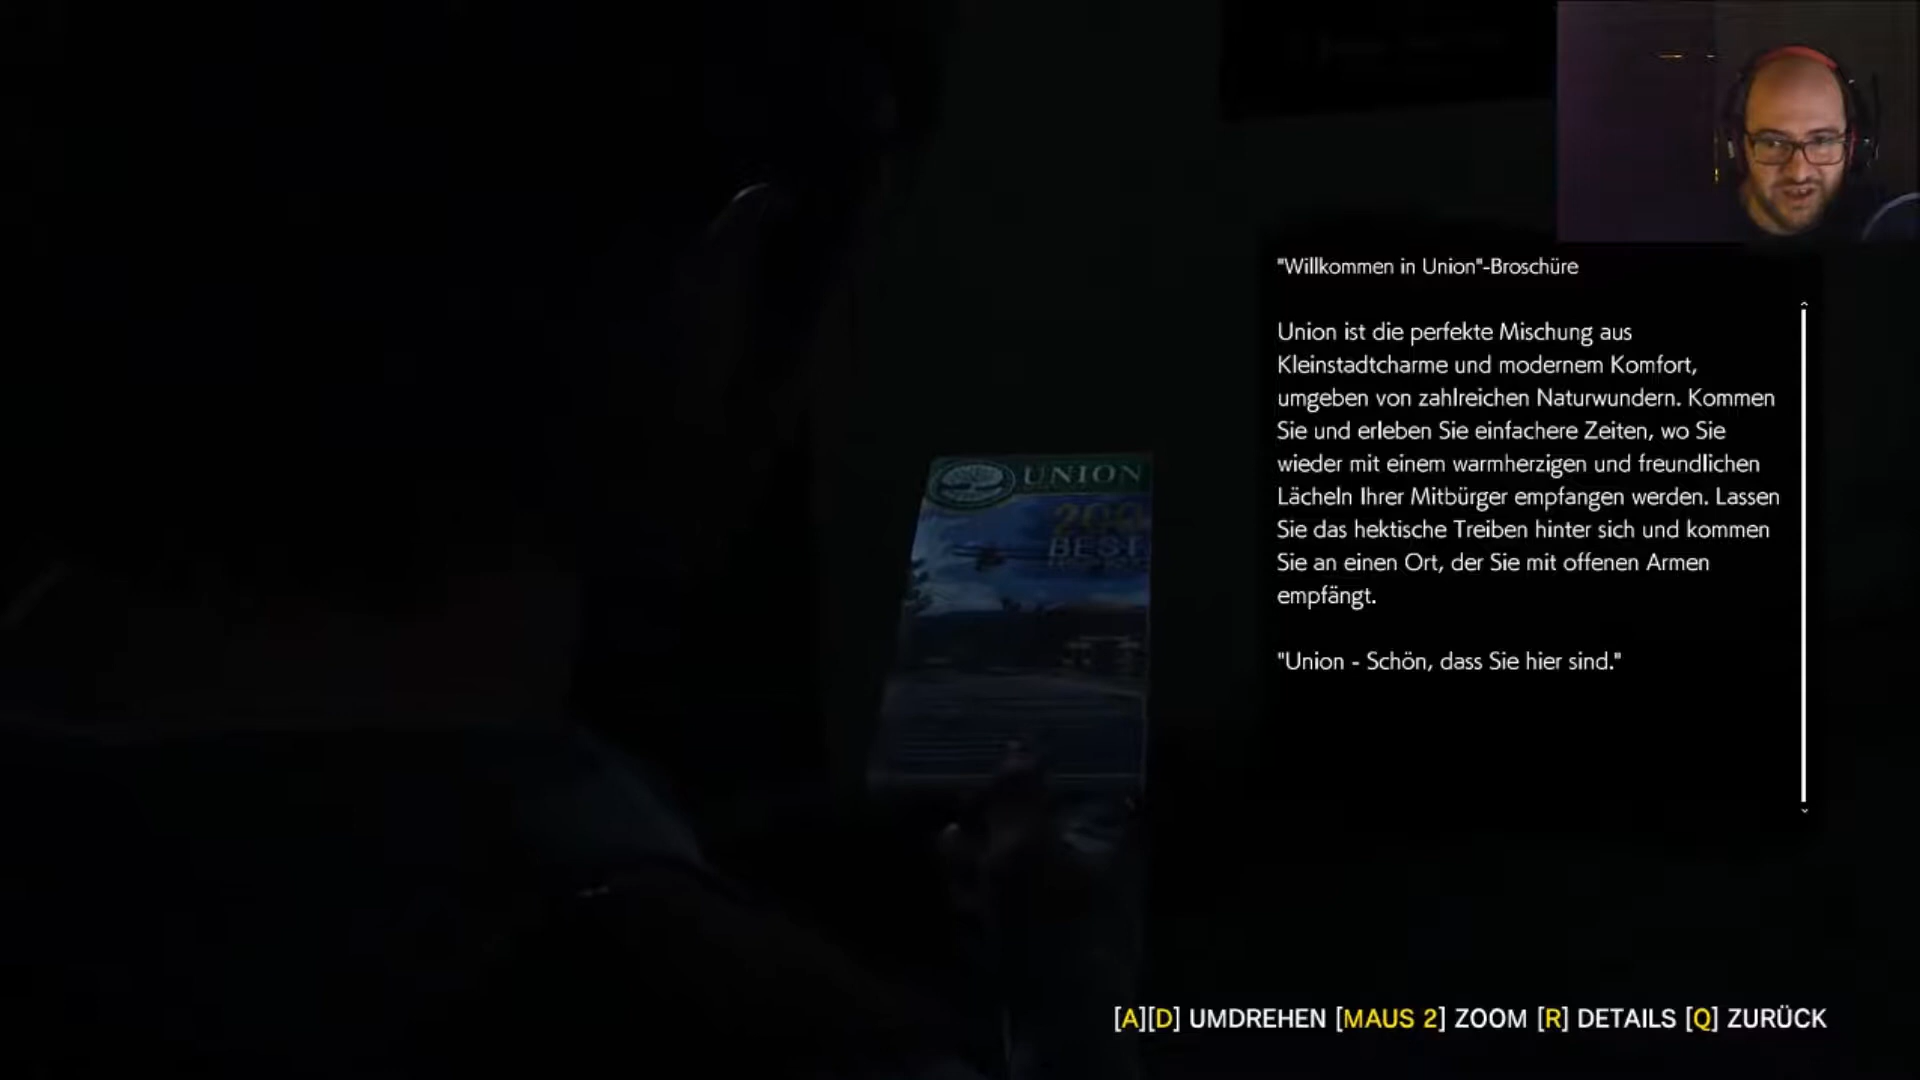 "Willkommen in Union"-Broschüre
Union ist die perfekte Mischung aus
Kleinstadtcharme und modernem Komfort,
umgeben von zahlreichen Naturwundern. Kommen
Sie und erleben Sie einfachere Zeiten, wo Sie
wieder mit einem warmherzigen und freundlichen
Lächeln Ihrer Mitbürger empfangen werden. Lassen
Sie das hektische Treiben hinter sich und kommen
Sie an einen Ort, der Sie mit offenen Armen
empfängt.
"Union - Schön, dass Sie hier sind."
UNION
BEST
[A][D] UMDREHEN [MAUS 2] ZOOM [R] DETAILS [Q] ZURÜCK